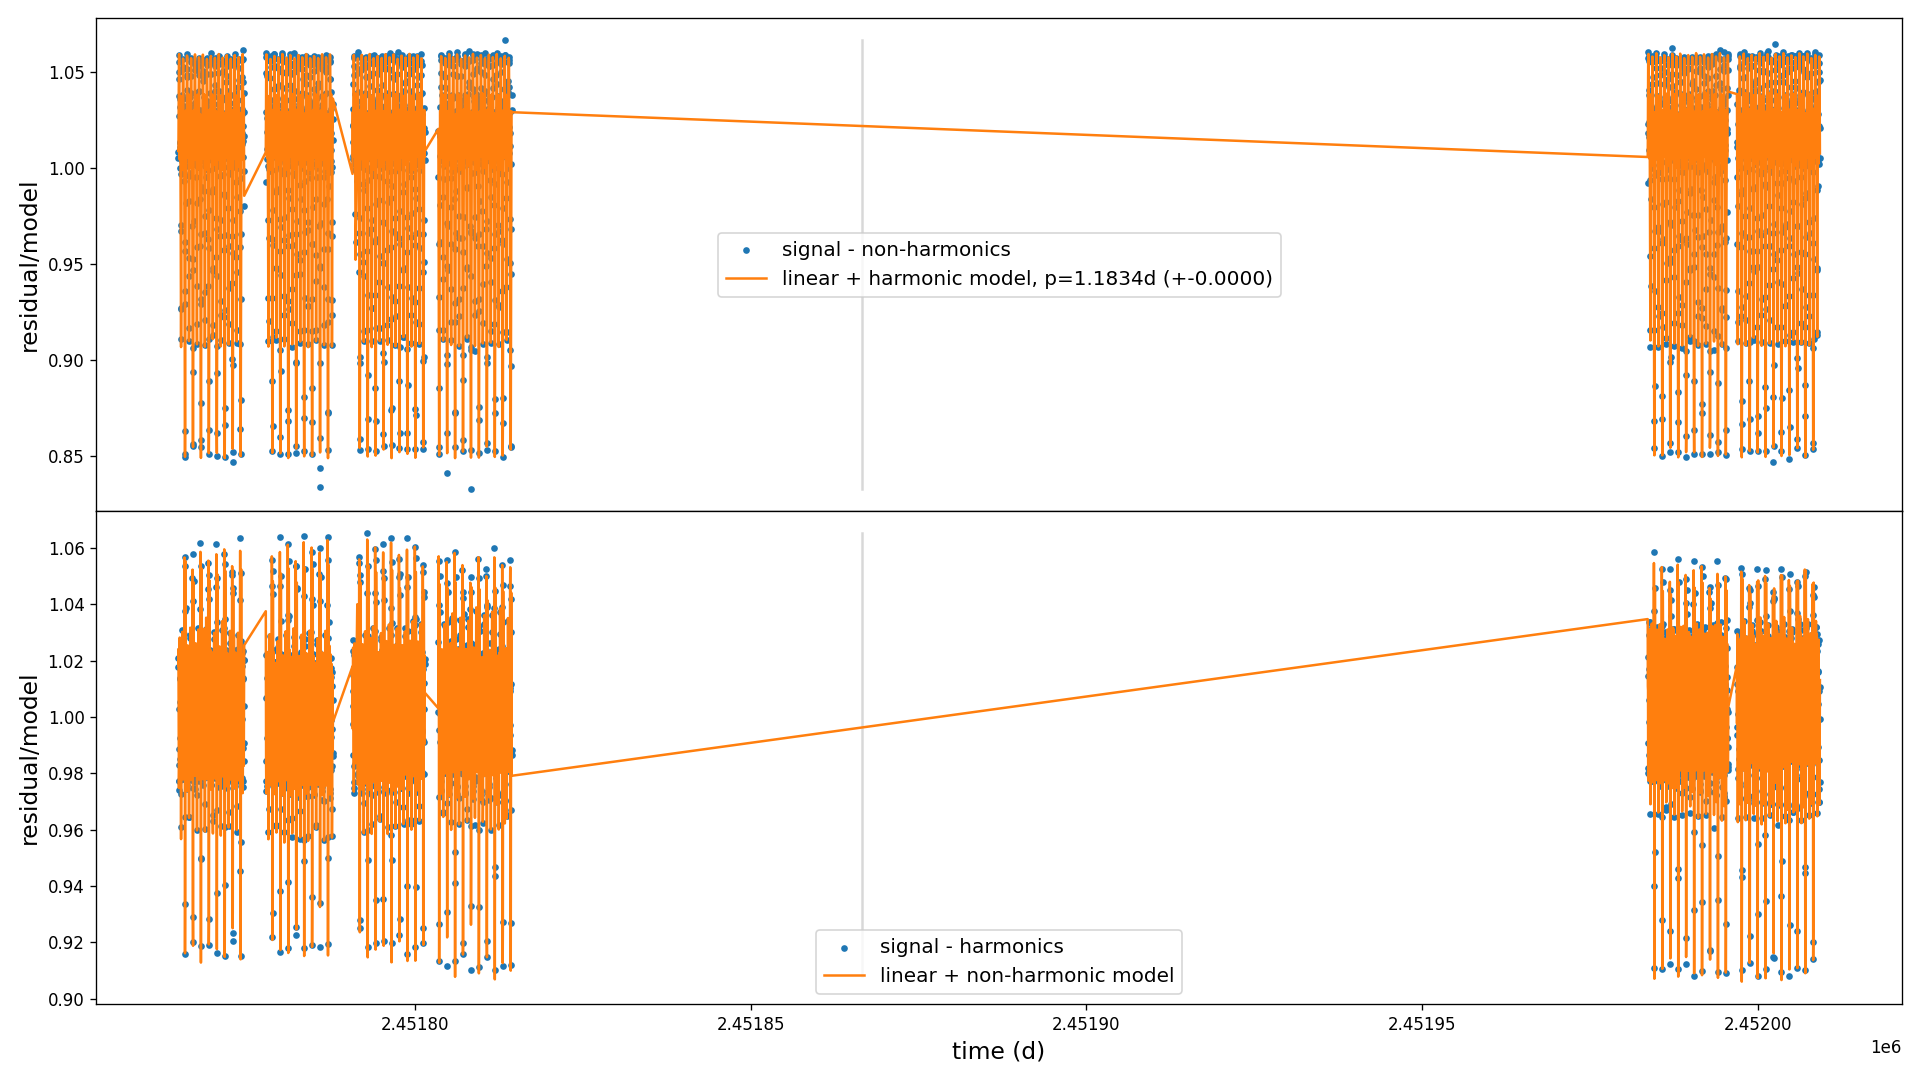 1.05
1.00
0.95
0.90
0.85
residual/model
signal - non-harmonics
linear + harmonic model, p=1.1834d (+-0.0000)
1.06
1.04
1.02
1.00
0.98
0.96
0.94
0.92
0.90
residual/model
signal - harmonics
linear + non-harmonic model
2.45180
2.45185
2.45190
2.45195
2.45200
time (d)
1e6